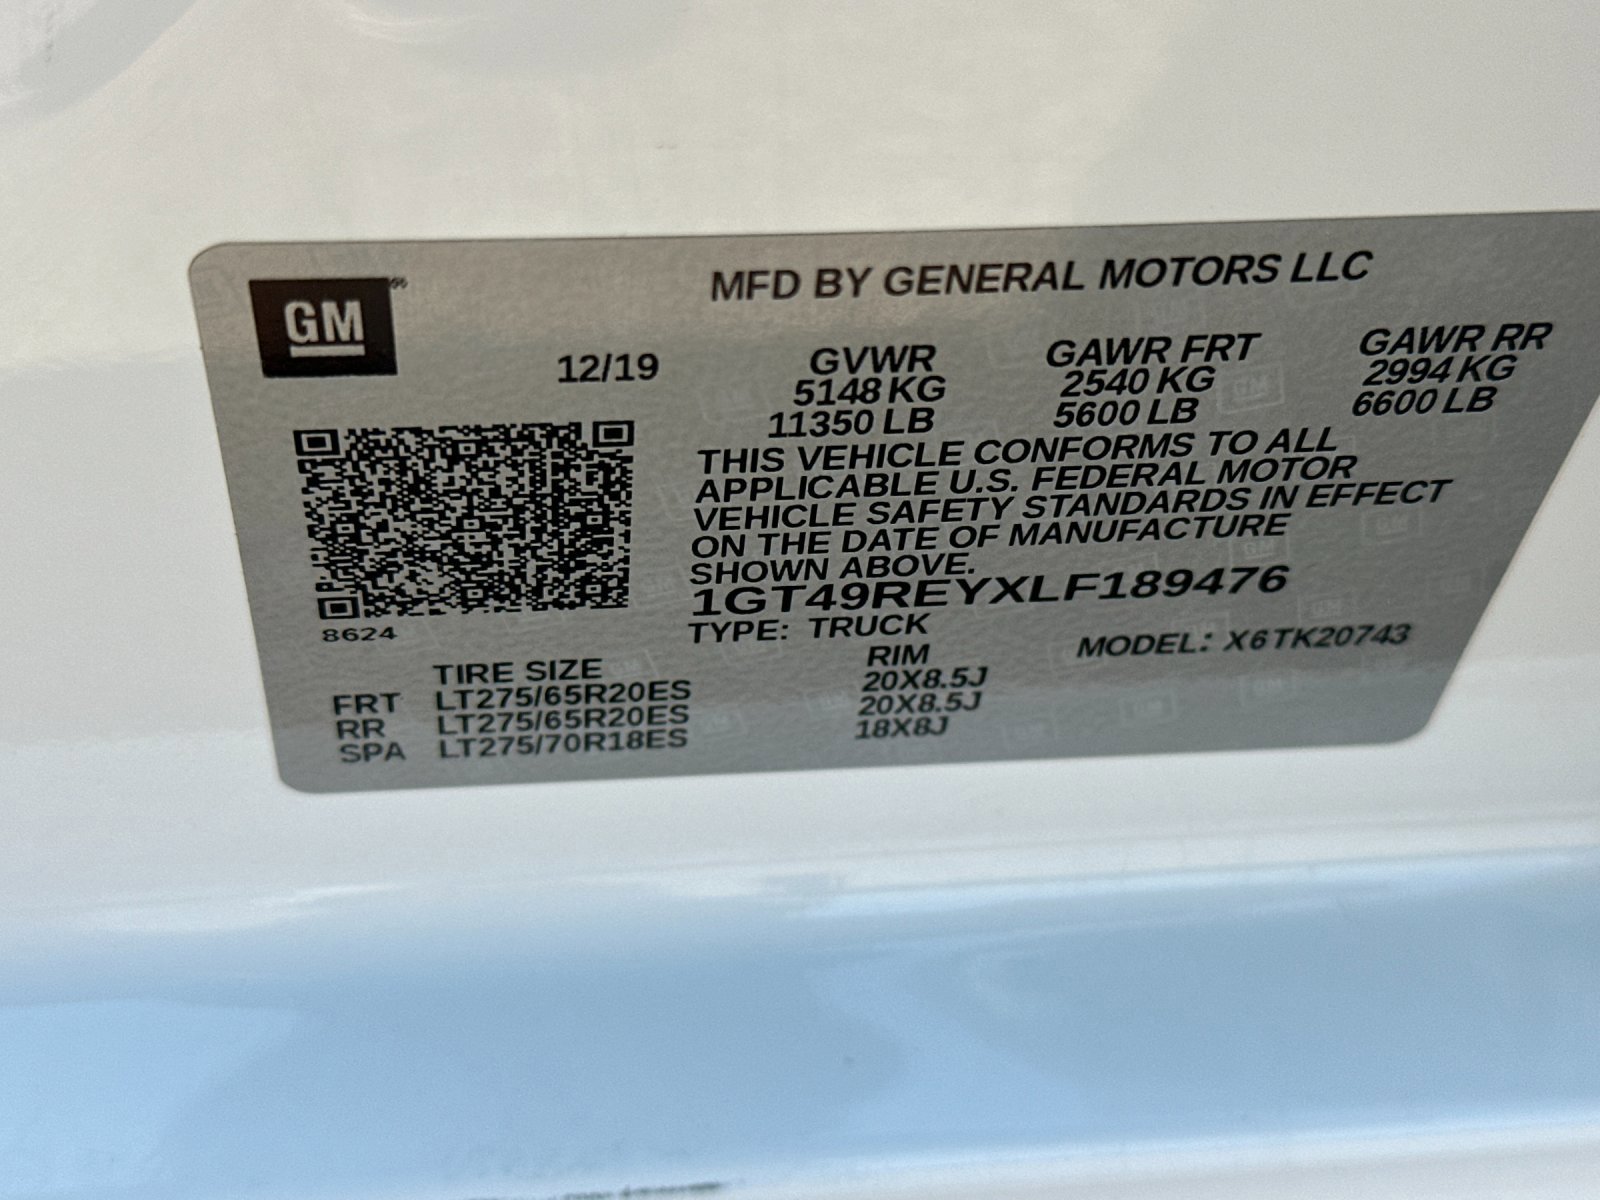 GM
MFD BY GENERAL MOTORS LLC
12/19
GVWR GAWR FRT GAWR RR
5148 KG 2540 KG 2994 KG
11350 LB 5600 LB 6600 LB
THIS VEHICLE CONFORMS TO ALL
APPLICABLE U.S. FEDERAL MOTOR
VEHICLE SAFETY STANDARDS IN EFFECT
ON THE DATE OF MANUFACTURE
SHOWN ABOVE.
1GT49REYXLF189476
8624
TYPE: TRUCK MODEL: X6TK20743
TIRE SIZE RIM
FRT LT275/65R20ES 20X8.5J
RR LT275/65R20ES 20X8.5J
SPA LT275/70R18ES 18X8J